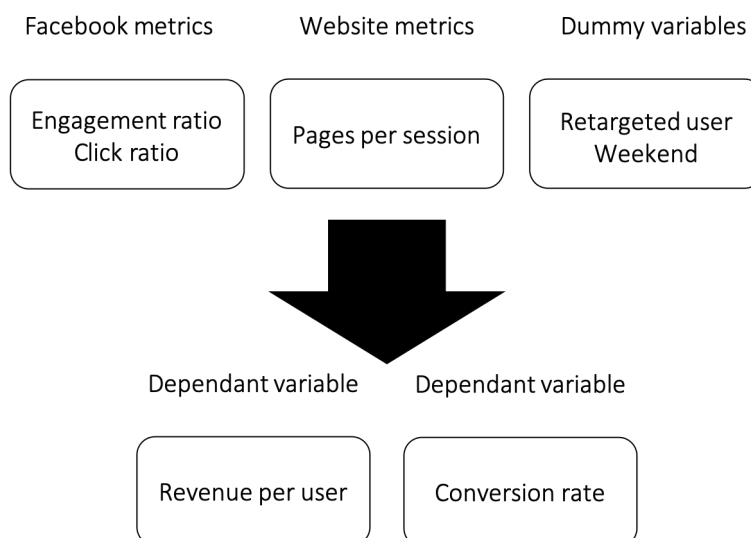 Facebook metrics
Website metrics
Dummy variables
Engagement ratio
Click ratio
Pages per session
Retargeted user
Weekend
Dependant variable
Dependant variable
Revenue per user
Conversion rate